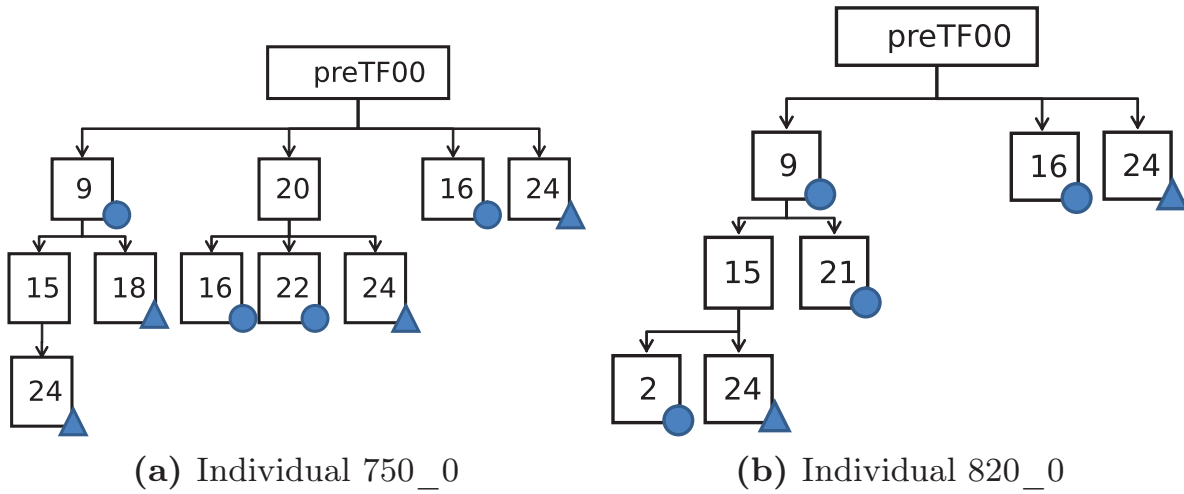 preTF00
9 20 16 24
15 18 16 22 24
24
(a) Individual 750_0
preTF00
9 16 24
15 21
2 24
(b) Individual 820_0